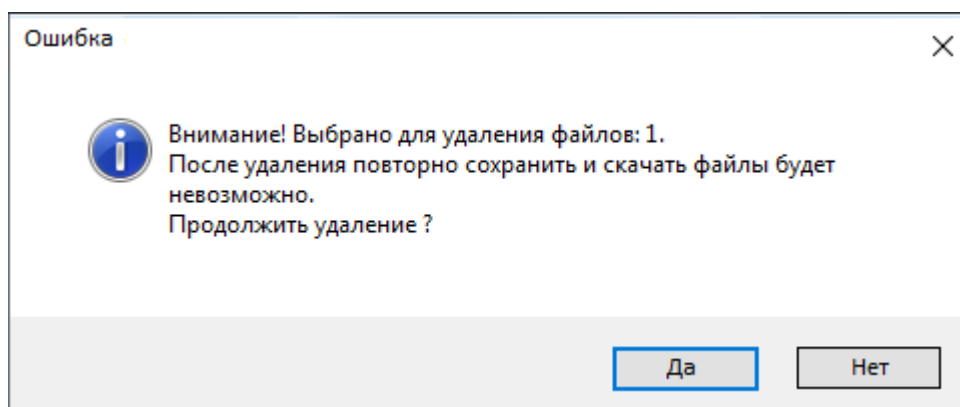 Ошибка
Внимание! Выбрано для удаления файлов: 1.
После удаления повторно сохранить и скачать файлы будет
невозможно.
Продолжить удаление ?
Да Нет